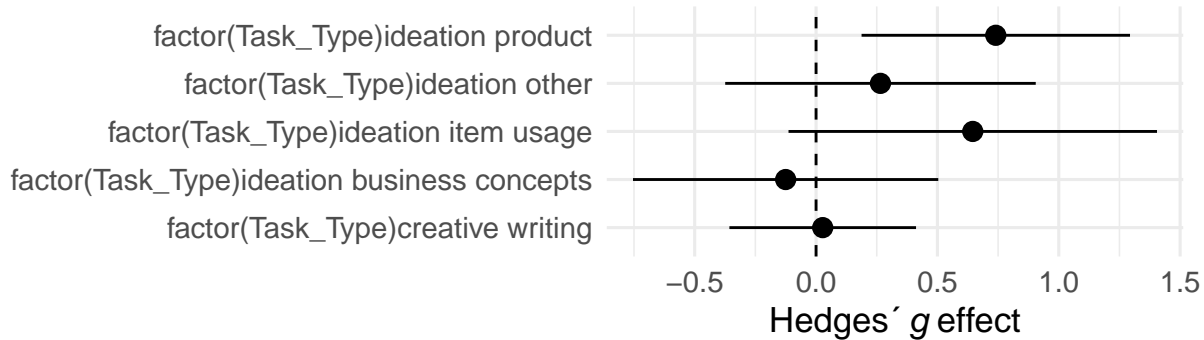 factor(Task_Type)ideation product
factor(Task_Type)ideation other
factor(Task_Type)ideation item usage
factor(Task_Type)ideation business concepts
factor(Task_Type)creative writing
−0.5 0.0 0.5 1.0 1.5
Hedges´ g effect